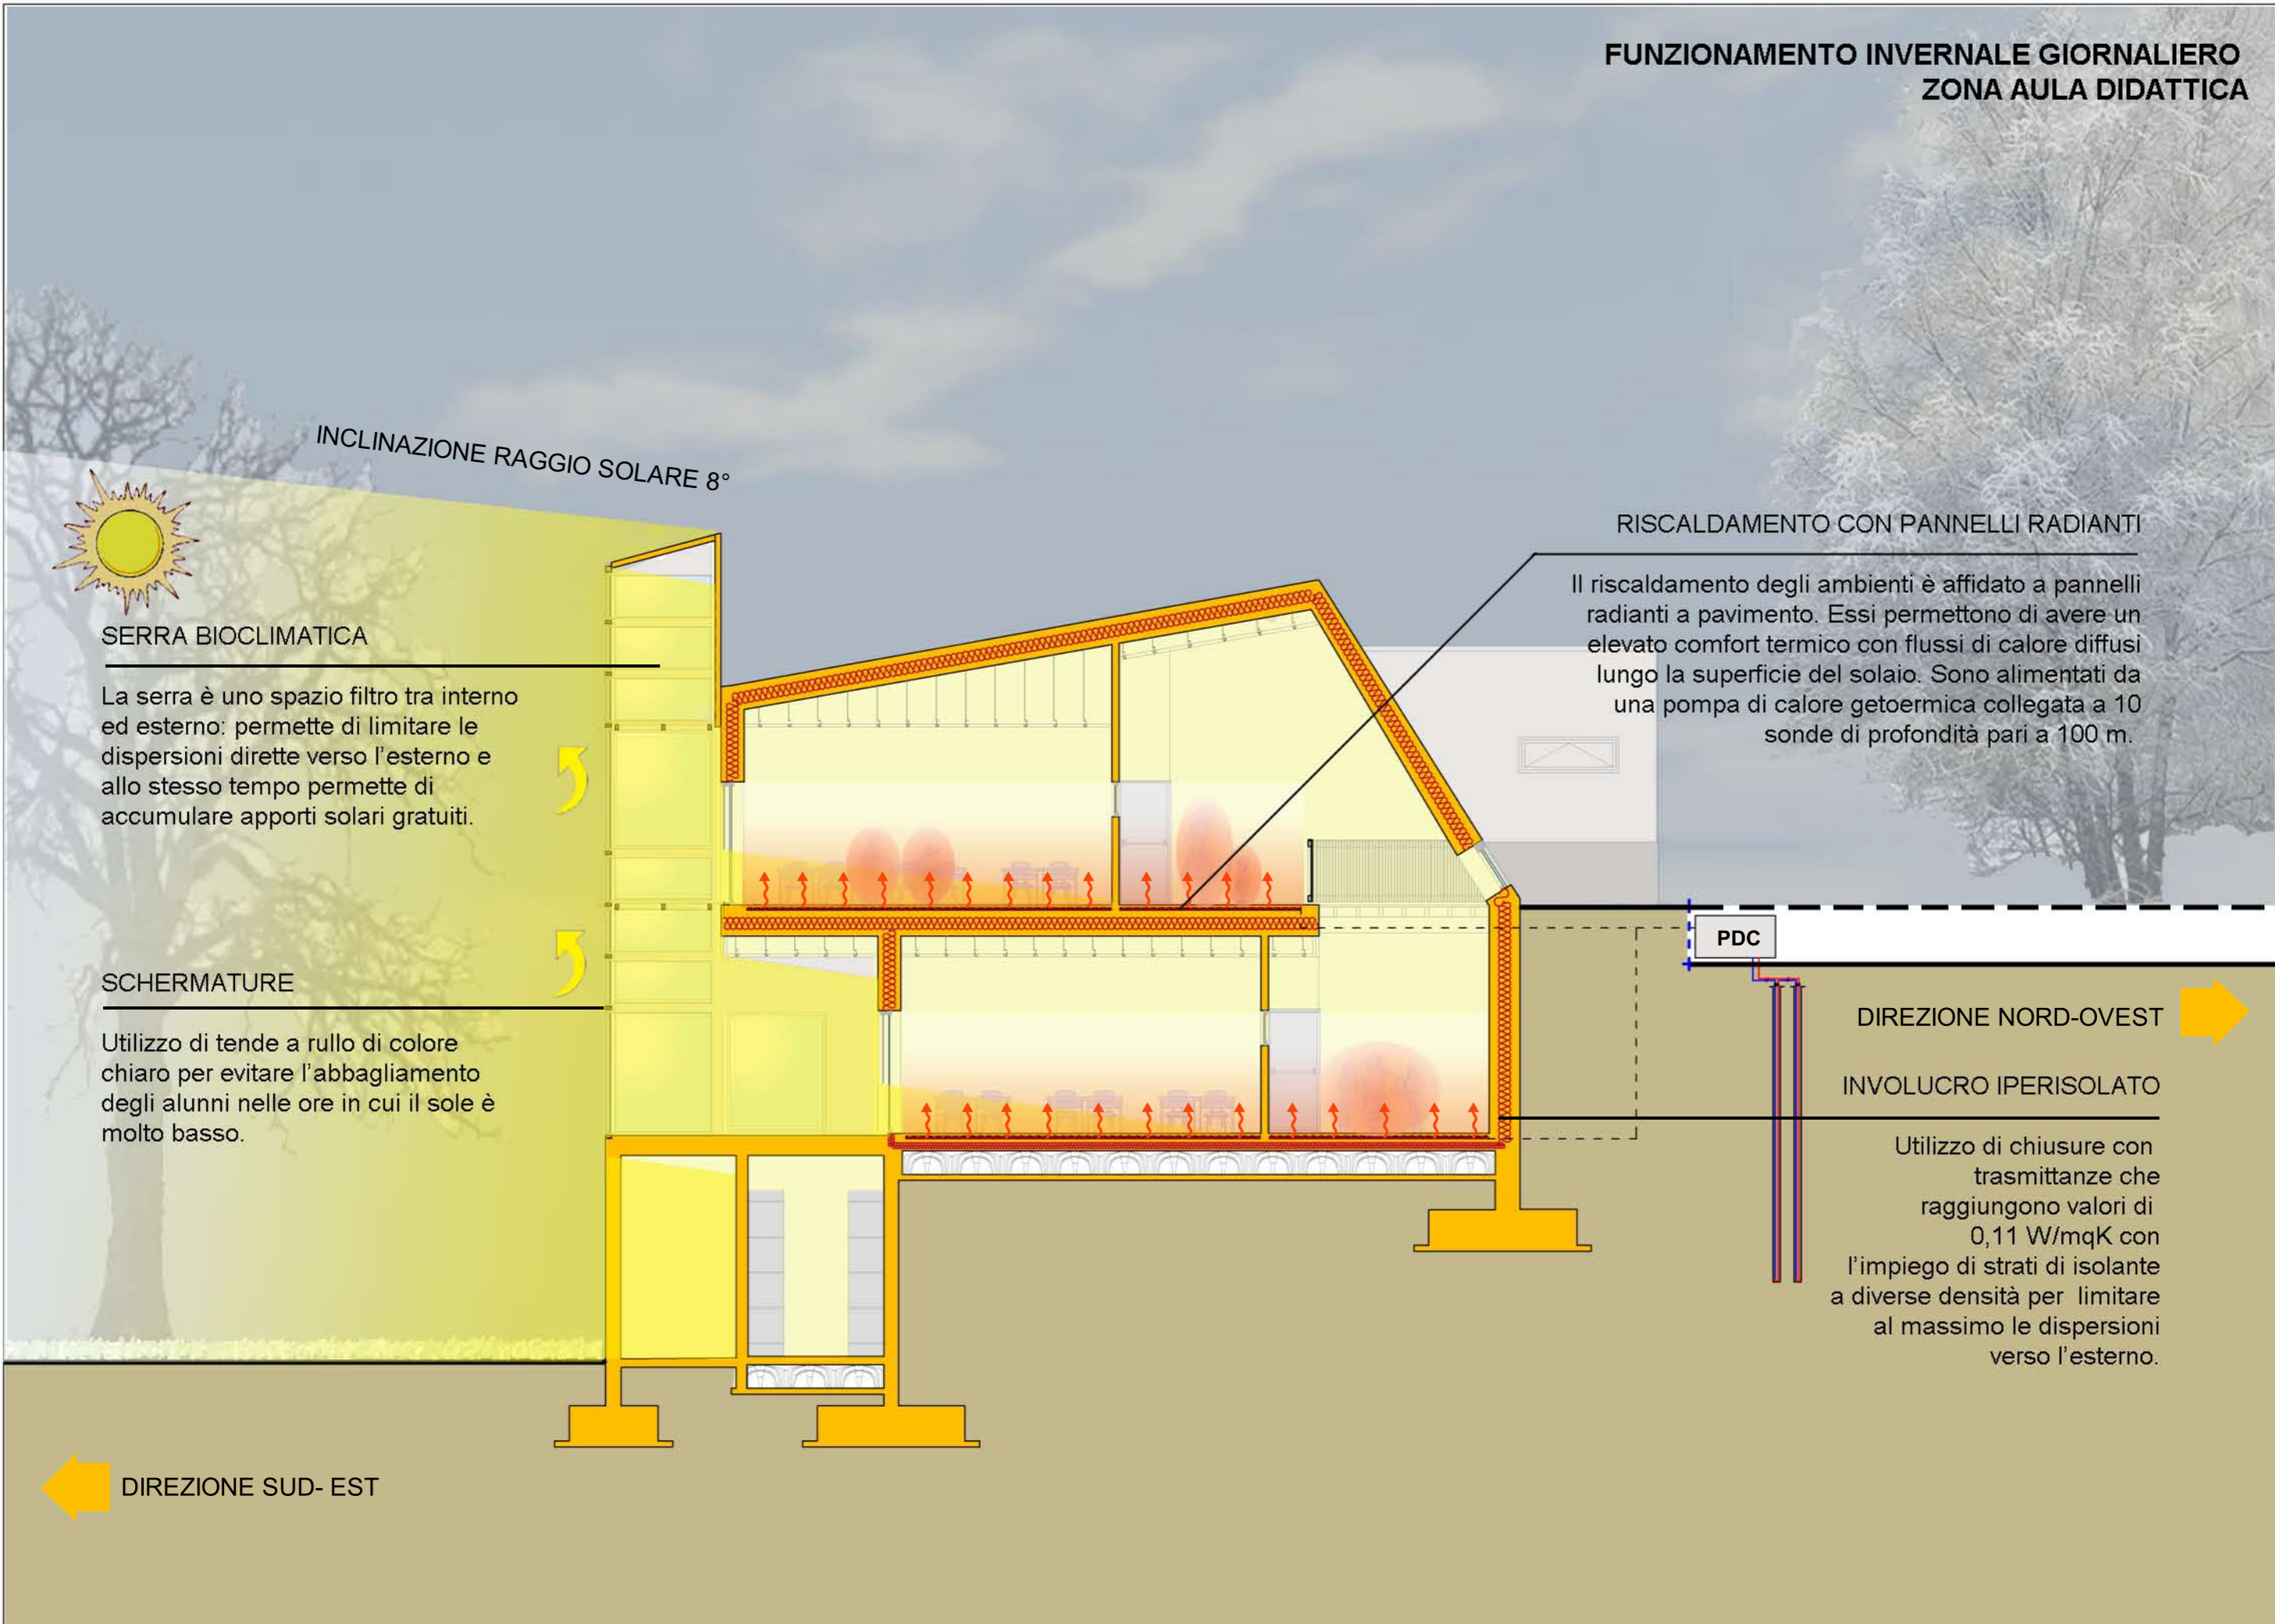 FUNZIONAMENTO INVERNALE GIORNALIERO
ZONA AULA DIDATTICA
INCLINAZIONE RAGGIO SOLARE 8°
SERRA BIOCLIMATICA
La serra è uno spazio filtro tra interno
ed esterno: permette di limitare le
dispersioni dirette verso l'esterno e
allo stesso tempo permette di
accumulare apporti solari gratuiti.
SCHERMATURE
Utilizzo di tende a rullo di colore
chiaro per evitare l'abbagliamento
degli alunni nelle ore in cui il sole è
molto basso.
RISCALDAMENTO CON PANNELLI RADIANTI
Il riscaldamento degli ambienti è affidato a pannelli
radianti a pavimento. Essi permettono di avere un
elevato comfort termico con flussi di calore diffusi
lungo la superficie del solaio. Sono alimentati da
una pompa di calore getoermica collegata a 10
sonde di profondità pari a 100 m.
PDC
DIREZIONE NORD-OVEST
INVOLUCRO IPERISOLATO
Utilizzo di chiusure con
trasmittanze che
raggiungono valori di
0,11 W/mqK con
l'impiego di strati di isolante
a diverse densità per limitare
al massimo le dispersioni
verso l'esterno.
DIREZIONE SUD- EST